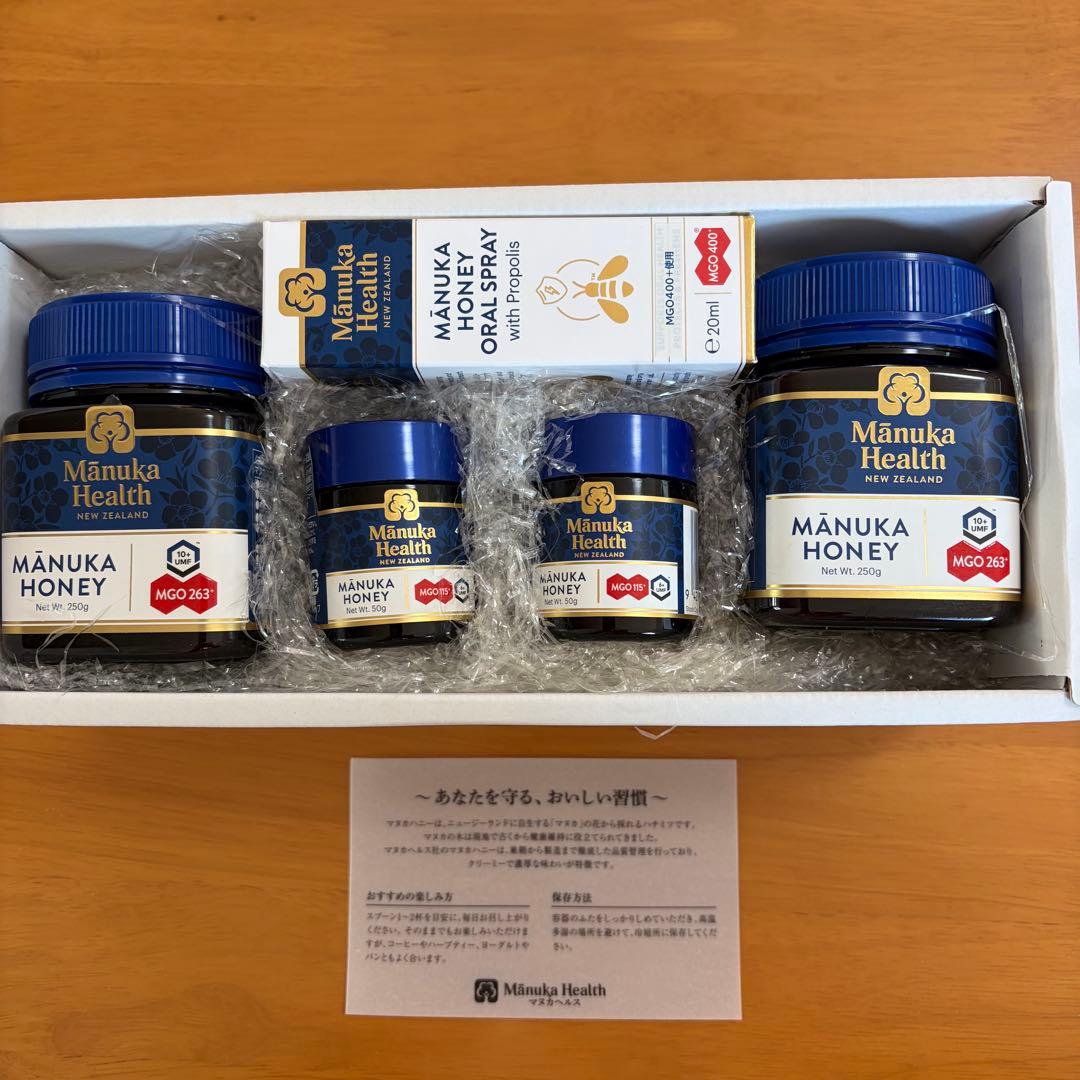 Mānuka
Health
NEW ZEALAND
MĀNUKA
HONEY
ORAL SPRAY
with Propolis
MGO400+使用
MGO 400+
℮20ml
Mānuka
Health
NEW ZEALAND
MĀNUKA
HONEY
Net Wt. 250g
10+
UMF™
MGO 263+
Mānuka
Health
NEW ZEALAND
MĀNUKA
HONEY
Net Wt. 50g
MGO 115+
Mānuka
Health
NEW ZEALAND
MĀNUKA
HONEY
Net Wt. 50g
MGO 115+
6+
UMF
Mānuka
Health
NEW ZEALAND
MĀNUKA
HONEY
Net Wt. 250g
10+
UMF™
MGO 263+
～あなたを守る、おいしい習慣～
マヌカハニーは、ニュージーランドに自生する「マヌカ」の花から採れるハチミツです。
マヌカの木は現地で古くから健康維持に役立てられてきました。
マヌカヘルス社のマヌカハニーは、巣箱から製造まで徹底した品質管理を行っており、
クリーミーで濃厚な味わいが特徴です。
おすすめの楽しみ方
スプーン1～2杯を目安に、毎日お召し上がり
ください。そのままでもお楽しみいただけま
すが、コーヒーやハーブティー、ヨーグルトや
パンともよく合います。
保存方法
容器のふたをしっかりしめていただき、高温
多湿の場所を避けて、冷暗所に保存してくだ
さい。
Mānuka Health
マヌカヘルス